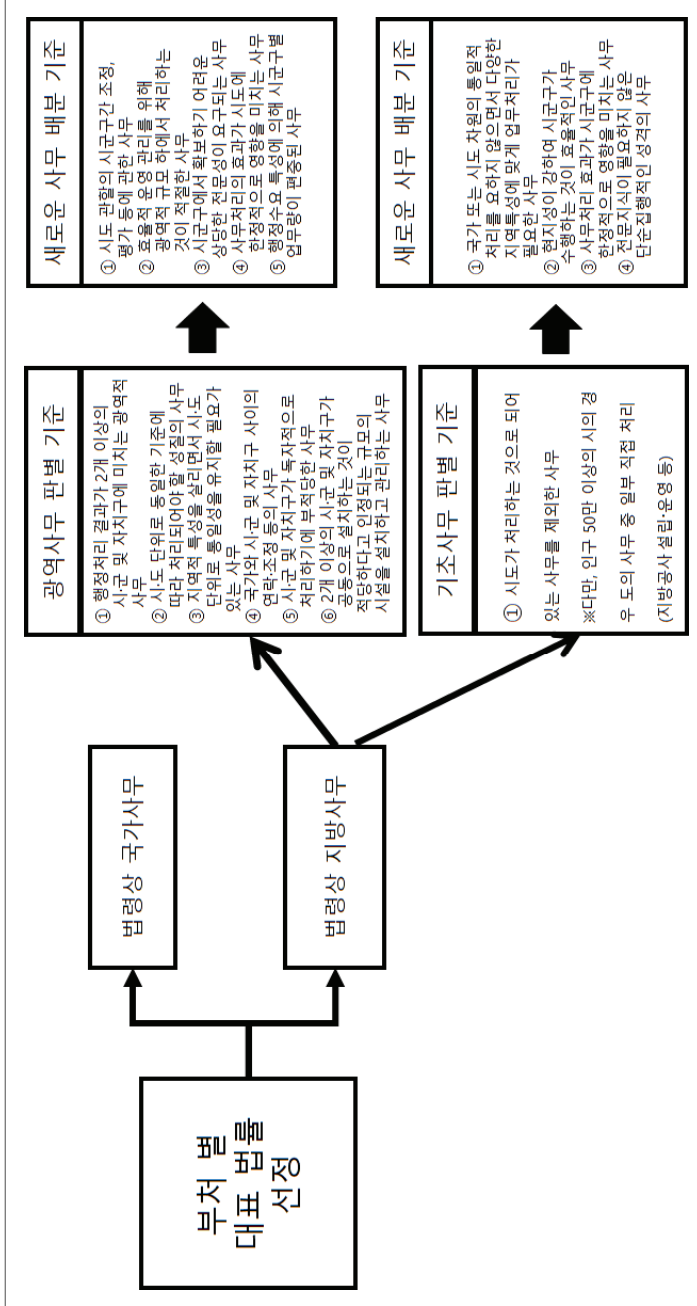 부처 별
대표 법률
선정
법령상 국가사무
법령상 지방사무
광역사무 판별 기준
① 행정처리 결과가 2개 이상의
시·군 및 자치구에 미치는 광역적
사무
② 시·도 단위로 동일한 기준에
따라 처리되어야 할 성질의 사무
③ 지역적 특성을 살리면서 시·도
단위로 통일성을 유지할 필요가
있는 사무
④ 국가와 시·군 및 자치구 사이의
연락·조정 등의 사무
⑤ 시·군 및 자치구가 독자적으로
처리하기에 부적당한 사무
⑥ 2개 이상의 시·군 및 자치구가
공동으로 설치하는 것이
적당하다고 인정되는 규모의
시설을 설치하고 관리하는 사무
새로운 사무 배분 기준
① 시도 관할의 시군구간 조정,
평가 등에 관한 사무
② 효율적 운영 관리를 위해
광역적 규모 하에서 처리하는
것이 적절한 사무
③ 시군구에서 확보하기 어려운
상당한 전문성이 요구되는 사무
④ 사무처리의 효과가 시도에
한정적으로 영향을 미치는 사무
⑤ 행정수요 특성에 의해 시군구별
업무량이 편중된 사무
기초사무 판별 기준
① 시도가 처리하는 것으로 되어
있는 사무를 제외한 사무
※다만, 인구 50만 이상의 시의 경
우 도의 사무 중 일부 직접 처리
(지방공사 설립·운영 등)
새로운 사무 배분 기준
① 국가 또는 시도 차원의 통일적
처리를 요하지 않으면서 다양한
지역특성에 맞게 업무처리가
필요한 사무
② 현지성이 강하여 시군구가
수행하는 것이 효율적인 사무
③ 사무처리 효과가 시군구에
한정적으로 영향을 미치는 사무
④ 전문지식이 필요하지 않은
단순집행적인 성격의 사무